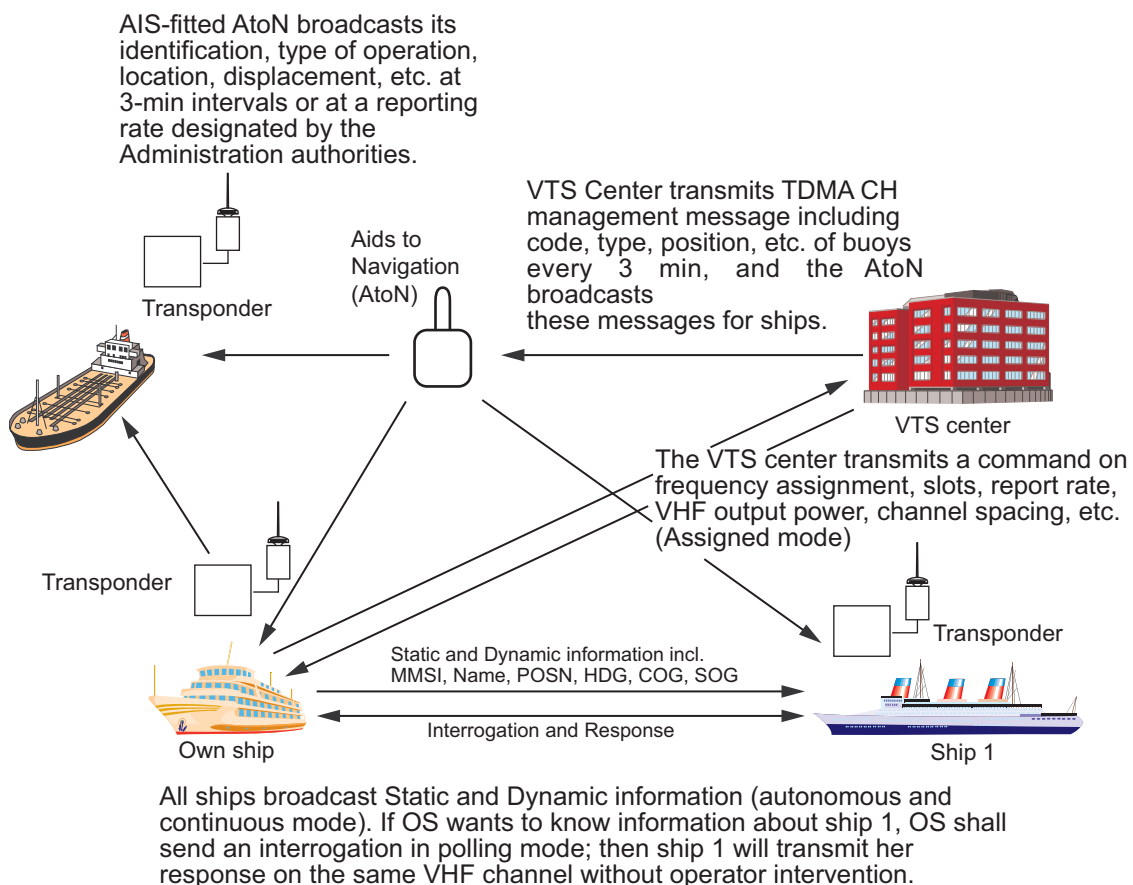 AIS-fitted AtoN broadcasts its
identification, type of operation,
location, displacement, etc. at
3-min intervals or at a reporting
rate designated by the
Administration authorities.
VTS Center transmits TDMA CH
management message including
code, type, position, etc. of buoys
every 3 min, and the AtoN
broadcasts
these messages for ships.
Aids to
Navigation
(AtoN)
Transponder
VTS center
The VTS center transmits a command on
frequency assignment, slots, report rate,
VHF output power, channel spacing, etc.
(Assigned mode)
Transponder
Transponder
Static and Dynamic information incl.
MMSI, Name, POSN, HDG, COG, SOG
Interrogation and Response
Own ship
Ship 1
All ships broadcast Static and Dynamic information (autonomous and
continuous mode). If OS wants to know information about ship 1, OS shall
send an interrogation in polling mode; then ship 1 will transmit her
response on the same VHF channel without operator intervention.